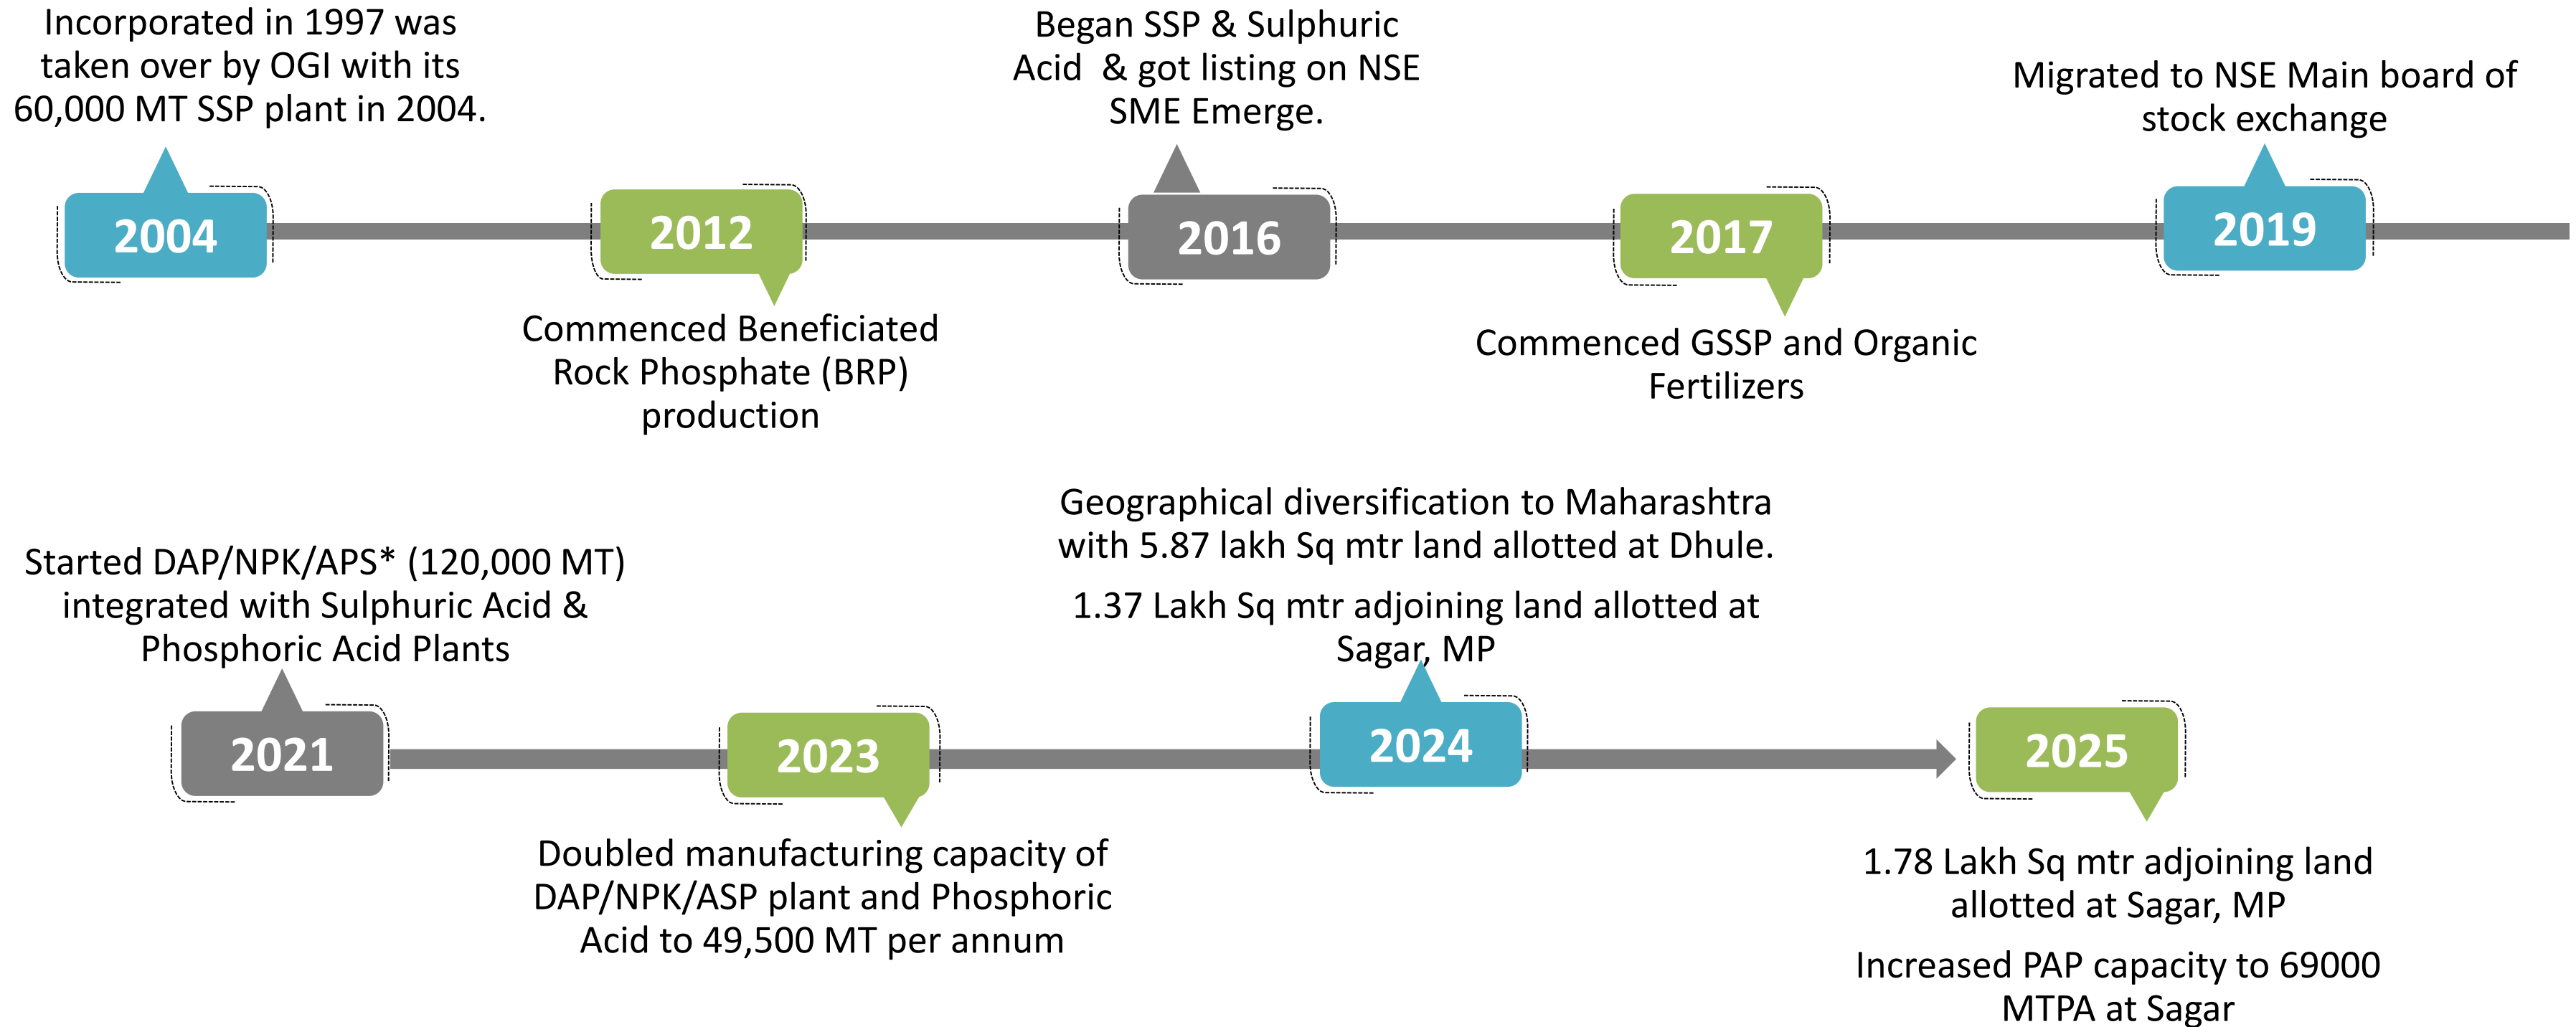 Incorporated in 1997 was
taken over by OGI with its
60,000 MT SSP plant in 2004.
2004
2012
Commenced Beneficiated
Rock Phosphate (BRP)
production
Began SSP & Sulphuric
Acid & got listing on NSE
SME Emerge.
2016
2017
Commenced GSSP and Organic
Fertilizers
Migrated to NSE Main board of
stock exchange
2019
Started DAP/NPK/APS* (120,000 MT)
integrated with Sulphuric Acid &
Phosphoric Acid Plants
2021
2023
Doubled manufacturing capacity of
DAP/NPK/ASP plant and Phosphoric
Acid to 49,500 MT per annum
Geographical diversification to Maharashtra
with 5.87 lakh Sq mtr land allotted at Dhule.
1.37 Lakh Sq mtr adjoining land allotted at
Sagar, MP
2024
2025
1.78 Lakh Sq mtr adjoining land
allotted at Sagar, MP
Increased PAP capacity to 69000
MTPA at Sagar